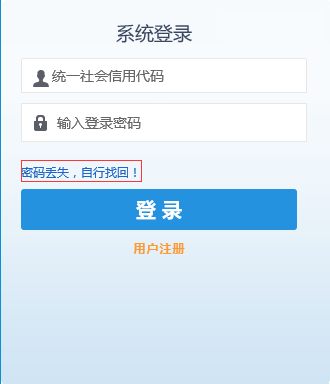 系统登录
统一社会信用代码
输入登录密码
密码丢失，自行找回！
登 录
用户注册